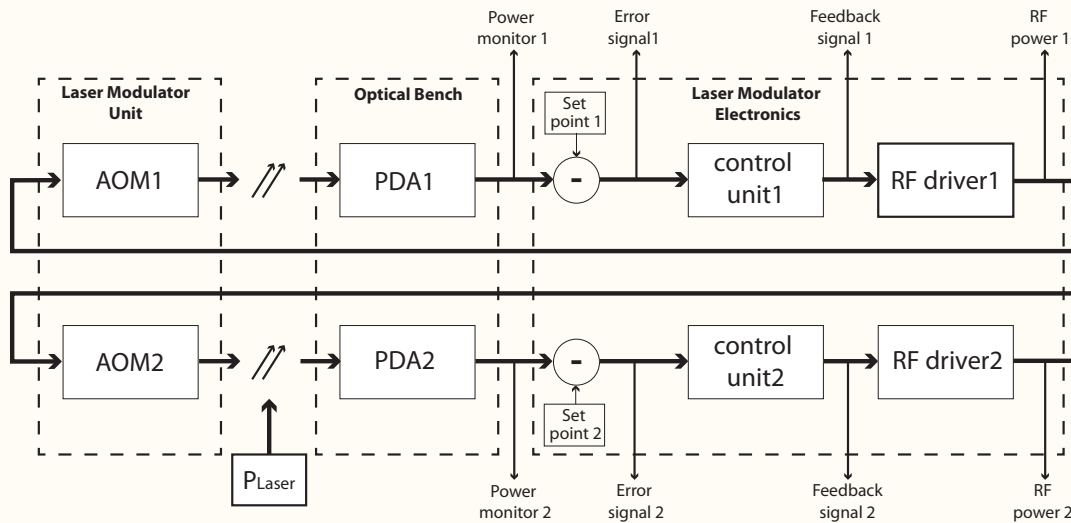 Power
monitor 1
Error
signal1
Feedback
signal 1
RF
power 1
Laser Modulator
Unit
Optical Bench
Laser Modulator
Electronics
Set
point 1
AOM1
PDA1
-
control
unit1
RF driver1
AOM2
PDA2
-
control
unit2
RF driver2
Set
point 2
PLaser
Power
monitor 2
Error
signal 2
Feedback
signal 2
RF
power 2